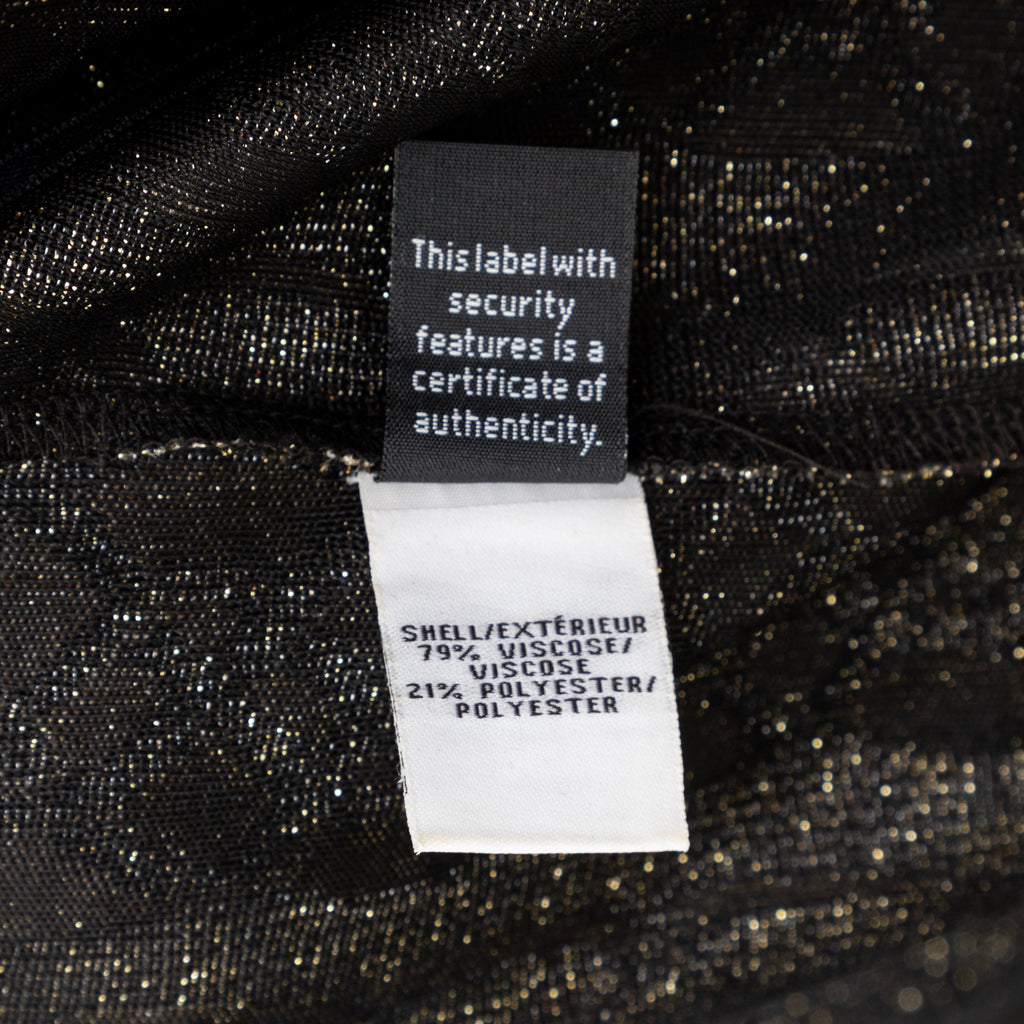 This label with
security
features is a
certificate of
authenticity.
SHELL/EXTÉRIEUR
79% VISCOSE/
VISCOSE
21% POLYESTER/
POLYESTER